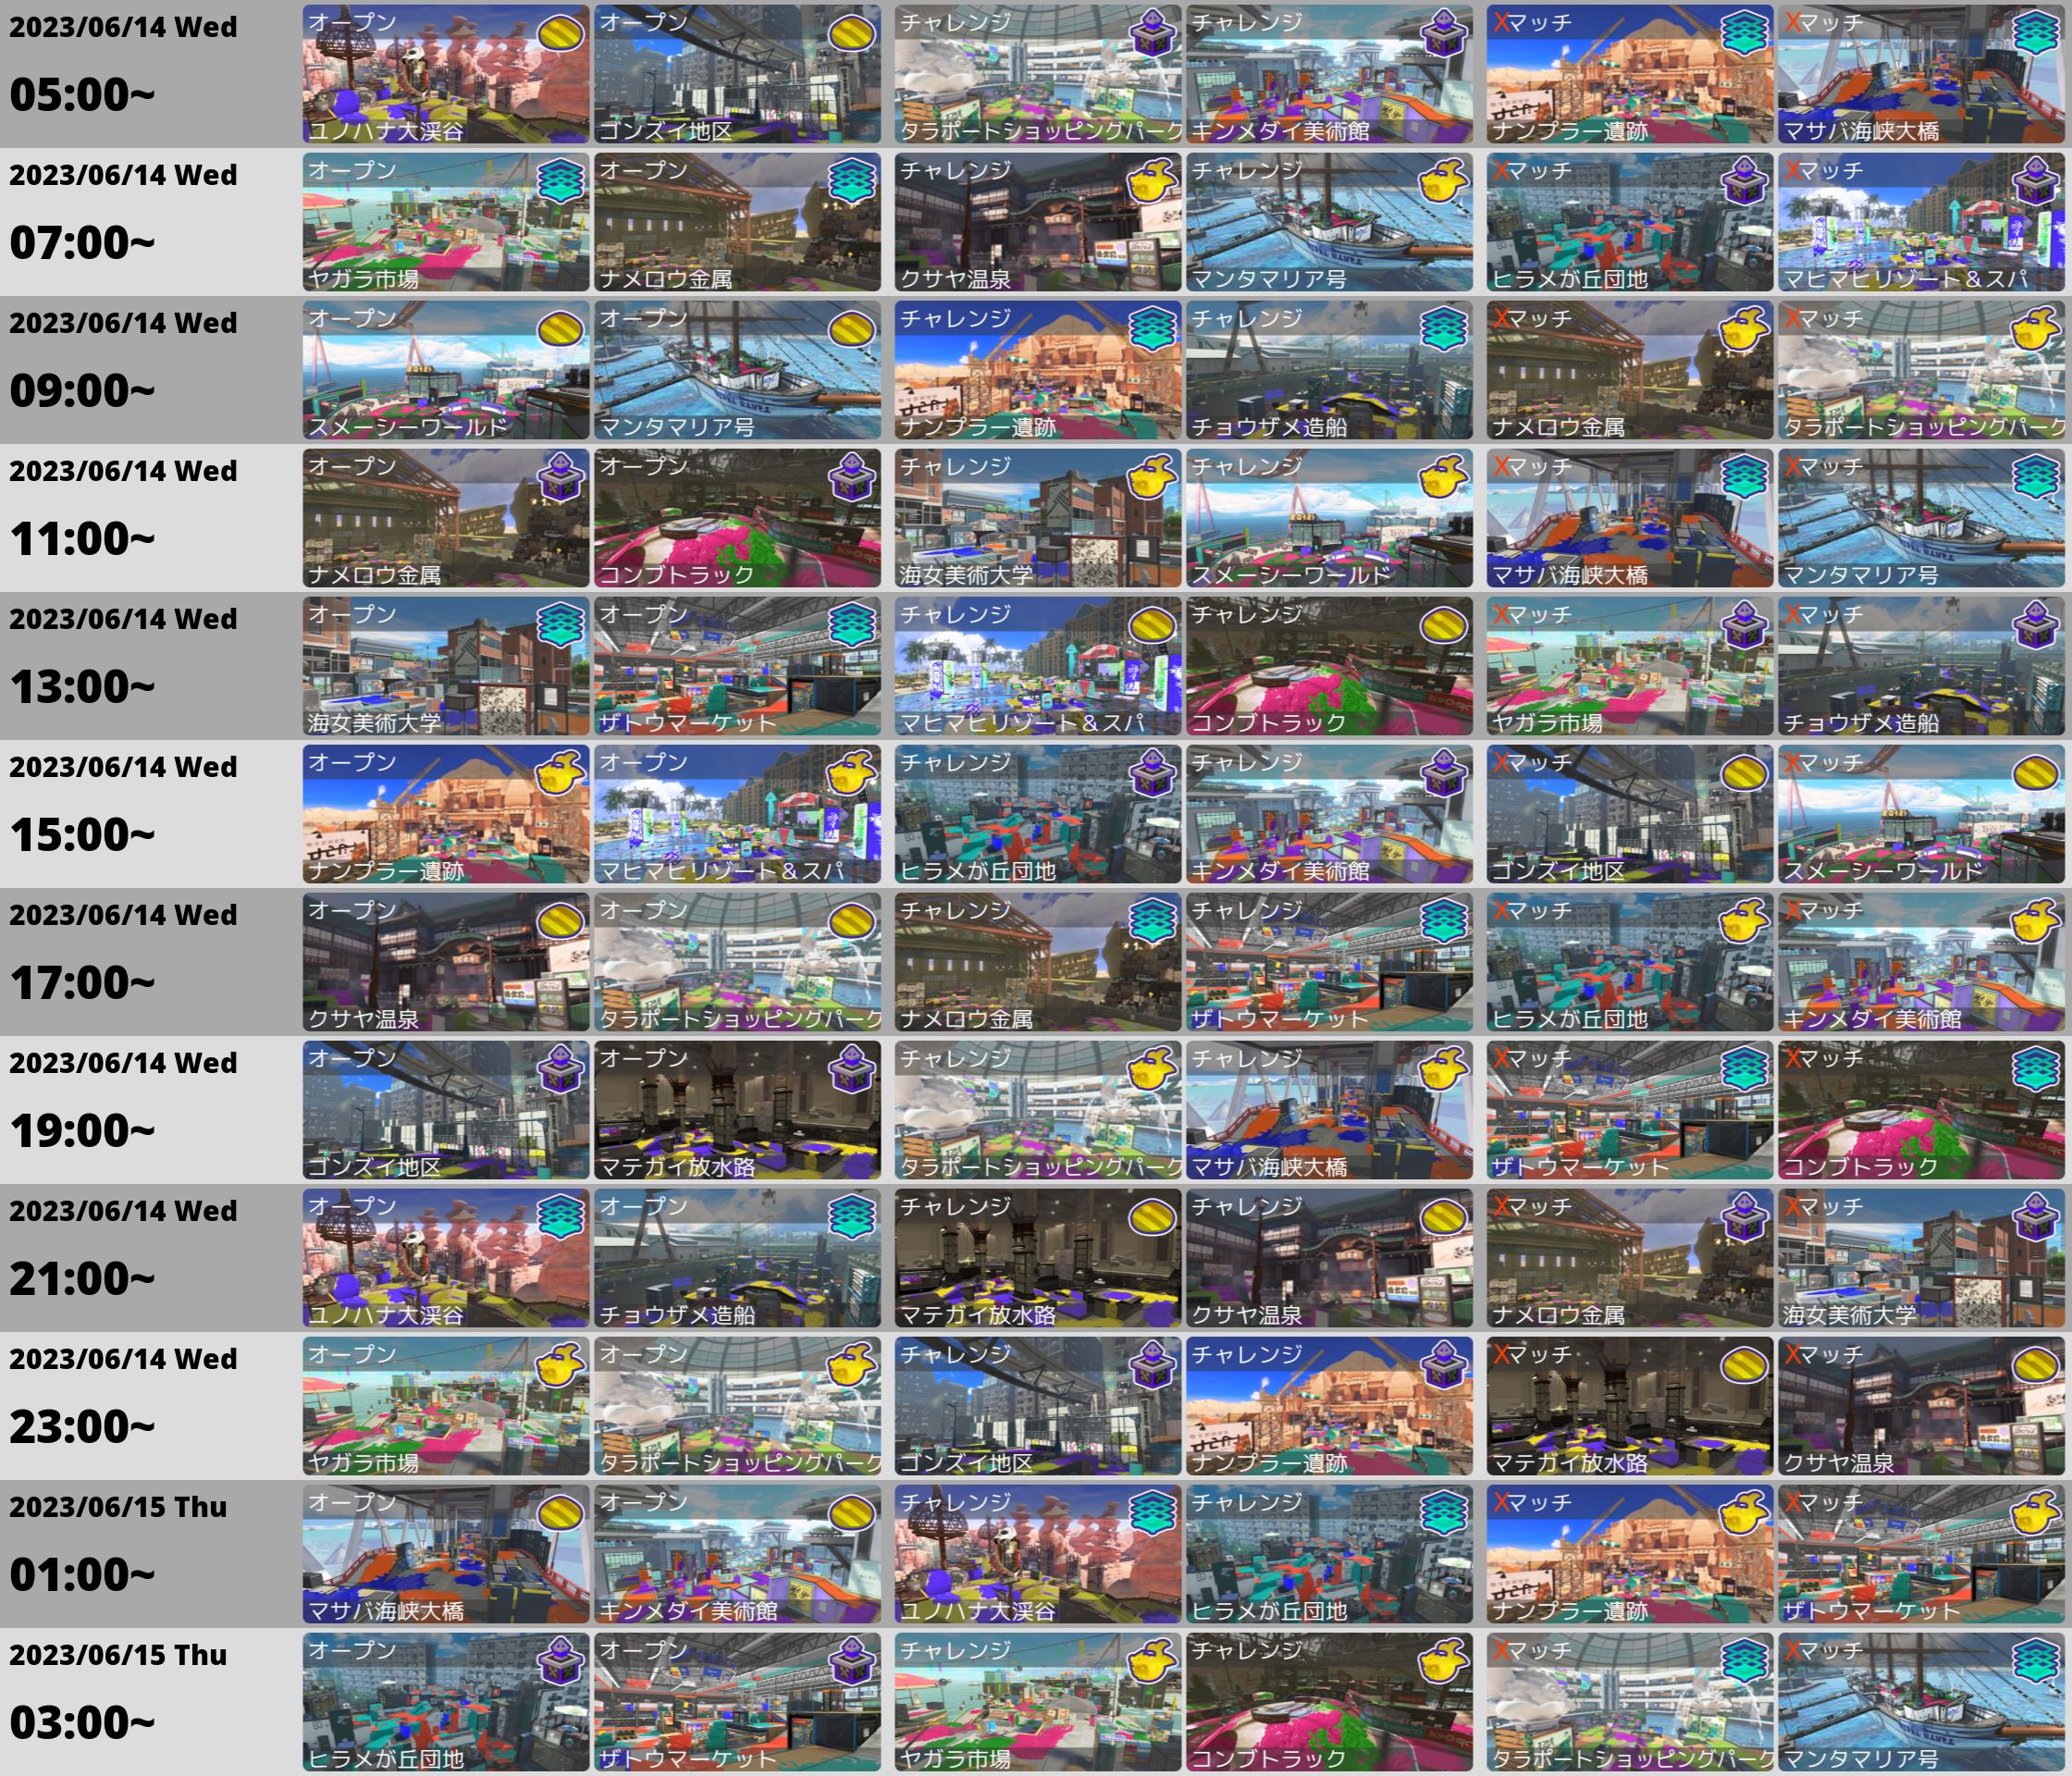 2023/06/14 Wed
05:00~
オープン
ユノハナ大渓谷
オープン
ゴンズイ地区
チャレンジ
タラポートショッピングパーク
チャレンジ
キンメダイ美術館
Xマッチ
ナンプラー遺跡
Xマッチ
マサバ海峡大橋
2023/06/14 Wed
07:00~
オープン
ヤガラ市場
オープン
ナメロウ金属
チャレンジ
クサヤ温泉
チャレンジ
マンタマリア号
Xマッチ
ヒラメが丘団地
Xマッチ
マヒマヒリゾート＆スパ
2023/06/14 Wed
09:00~
オープン
スメーシーワールド
オープン
マンタマリア号
チャレンジ
ナンプラー遺跡
チャレンジ
チョウザメ造船
Xマッチ
ナメロウ金属
Xマッチ
タラポートショッピングパーク
2023/06/14 Wed
11:00~
オープン
ナメロウ金属
オープン
コンブトラック
チャレンジ
海女美術大学
チャレンジ
スメーシーワールド
Xマッチ
マサバ海峡大橋
Xマッチ
マンタマリア号
2023/06/14 Wed
13:00~
オープン
海女美術大学
オープン
ザトウマーケット
チャレンジ
マヒマヒリゾート＆スパ
チャレンジ
コンブトラック
Xマッチ
ヤガラ市場
Xマッチ
チョウザメ造船
2023/06/14 Wed
15:00~
オープン
ナンプラー遺跡
オープン
マヒマヒリゾート＆スパ
チャレンジ
ヒラメが丘団地
チャレンジ
キンメダイ美術館
Xマッチ
ゴンズイ地区
Xマッチ
スメーシーワールド
2023/06/14 Wed
17:00~
オープン
クサヤ温泉
オープン
タラポートショッピングパーク
チャレンジ
ナメロウ金属
チャレンジ
ザトウマーケット
Xマッチ
ヒラメが丘団地
Xマッチ
キンメダイ美術館
2023/06/14 Wed
19:00~
オープン
ゴンズイ地区
オープン
マテガイ放水路
チャレンジ
タラポートショッピングパーク
チャレンジ
マサバ海峡大橋
Xマッチ
ザトウマーケット
Xマッチ
コンブトラック
2023/06/14 Wed
21:00~
オープン
ユノハナ大渓谷
オープン
チョウザメ造船
チャレンジ
マテガイ放水路
チャレンジ
クサヤ温泉
Xマッチ
ナメロウ金属
Xマッチ
海女美術大学
2023/06/14 Wed
23:00~
オープン
ヤガラ市場
オープン
タラポートショッピングパーク
チャレンジ
ゴンズイ地区
チャレンジ
ナンプラー遺跡
Xマッチ
マテガイ放水路
Xマッチ
クサヤ温泉
2023/06/15 Thu
01:00~
オープン
マサバ海峡大橋
オープン
キンメダイ美術館
チャレンジ
ユノハナ大渓谷
チャレンジ
ヒラメが丘団地
Xマッチ
ナンプラー遺跡
Xマッチ
ザトウマーケット
2023/06/15 Thu
03:00~
オープン
ヒラメが丘団地
オープン
ザトウマーケット
チャレンジ
ヤガラ市場
チャレンジ
コンブトラック
Xマッチ
タラポートショッピングパーク
Xマッチ
マンタマリア号